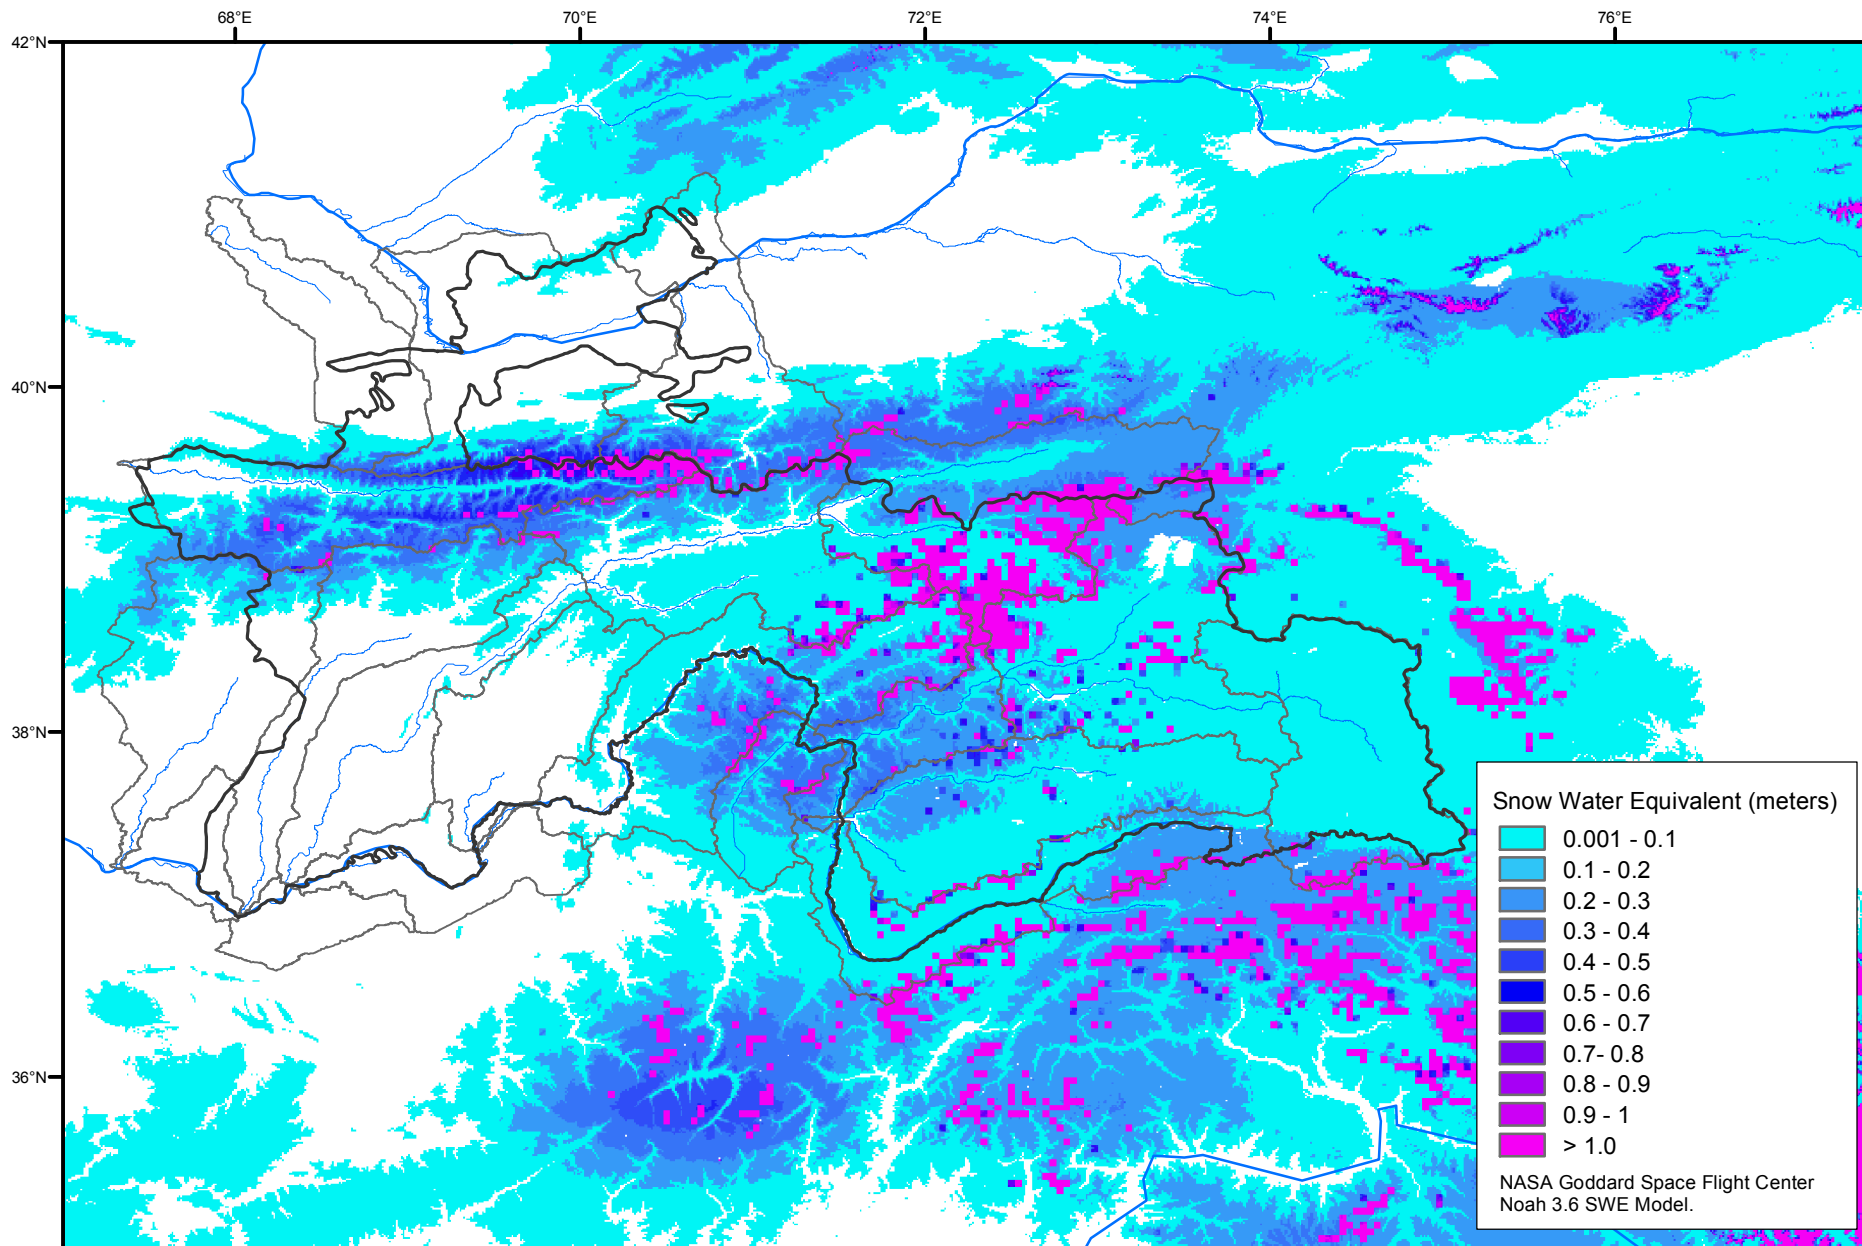 68°E
70°E
72°E
74°E
76°E
42°N
40°N
38°N
36°N
Snow Water Equivalent (meters)
0.001 - 0.1
0.1 - 0.2
0.2 - 0.3
0.3 - 0.4
0.4 - 0.5
0.5 - 0.6
0.6 - 0.7
0.7- 0.8
0.8 - 0.9
0.9 - 1
> 1.0
NASA Goddard Space Flight Center
Noah 3.6 SWE Model.